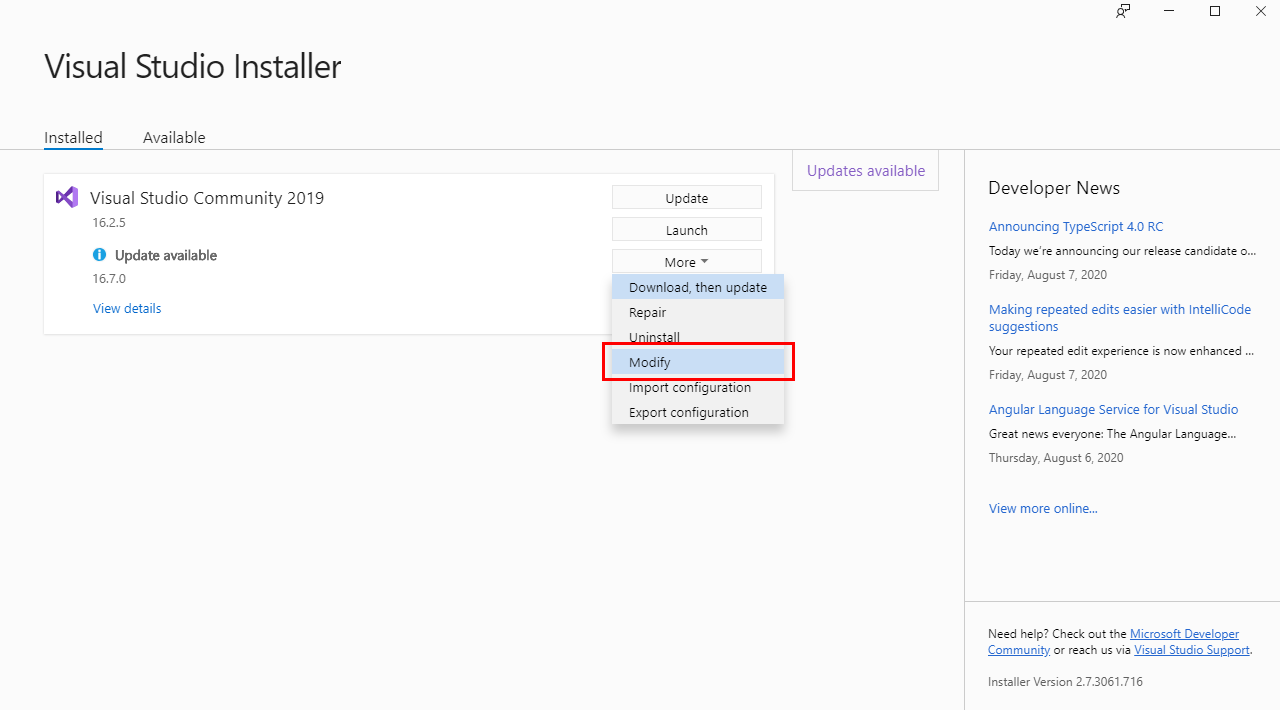 Visual Studio Installer
Installed
Available
Updates available
Visual Studio Community 2019
16.2.5
Update available
16.7.0
View details
Update
Launch
More
Download, then update
Repair
Uninstall
Modify
Import configuration
Export configuration
Developer News
Announcing TypeScript 4.0 RC
Today we're announcing our release candidate o...
Friday, August 7, 2020
Making repeated edits easier with IntelliCode
suggestions
Your repeated edit experience is now enhanced ...
Friday, August 7, 2020
Angular Language Service for Visual Studio
Great news everyone: The Angular Language...
Thursday, August 6, 2020
View more online...
Need help? Check out the Microsoft Developer
Community or reach us via Visual Studio Support.
Installer Version 2.7.3061.716